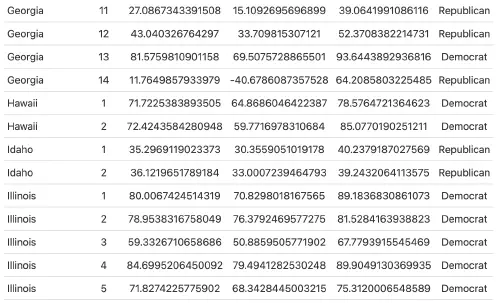 Georgia 11 27.0867343391508 15.1092695696899 39.0641991086116 Republican
Georgia 12 43.040326764297 33.709815307121 52.3708382214731 Republican
Georgia 13 81.5759810901158 69.5075728865501 93.6443892936816 Democrat
Georgia 14 11.7649857933979 -40.6786087357528 64.2085803225485 Republican
Hawaii 1 71.7225383893505 64.8686046422387 78.5764721364623 Democrat
Hawaii 2 72.4243584280948 59.7716978310684 85.0770190251211 Democrat
Idaho 1 35.2969119023373 30.3559051019178 40.2379187027569 Republican
Idaho 2 36.1219651789184 33.0007239464793 39.2432064113575 Republican
Illinois 1 80.0067424514319 70.8298018167565 89.1836830861073 Democrat
Illinois 2 78.9538316758049 76.3792469577275 81.5284163938823 Democrat
Illinois 3 59.3326710658686 50.8859505771902 67.7793915545469 Democrat
Illinois 4 84.6995206450092 79.4941282530248 89.9049130369935 Democrat
Illinois 5 71.8274225775902 68.3428445003215 75.3120006548589 Democrat